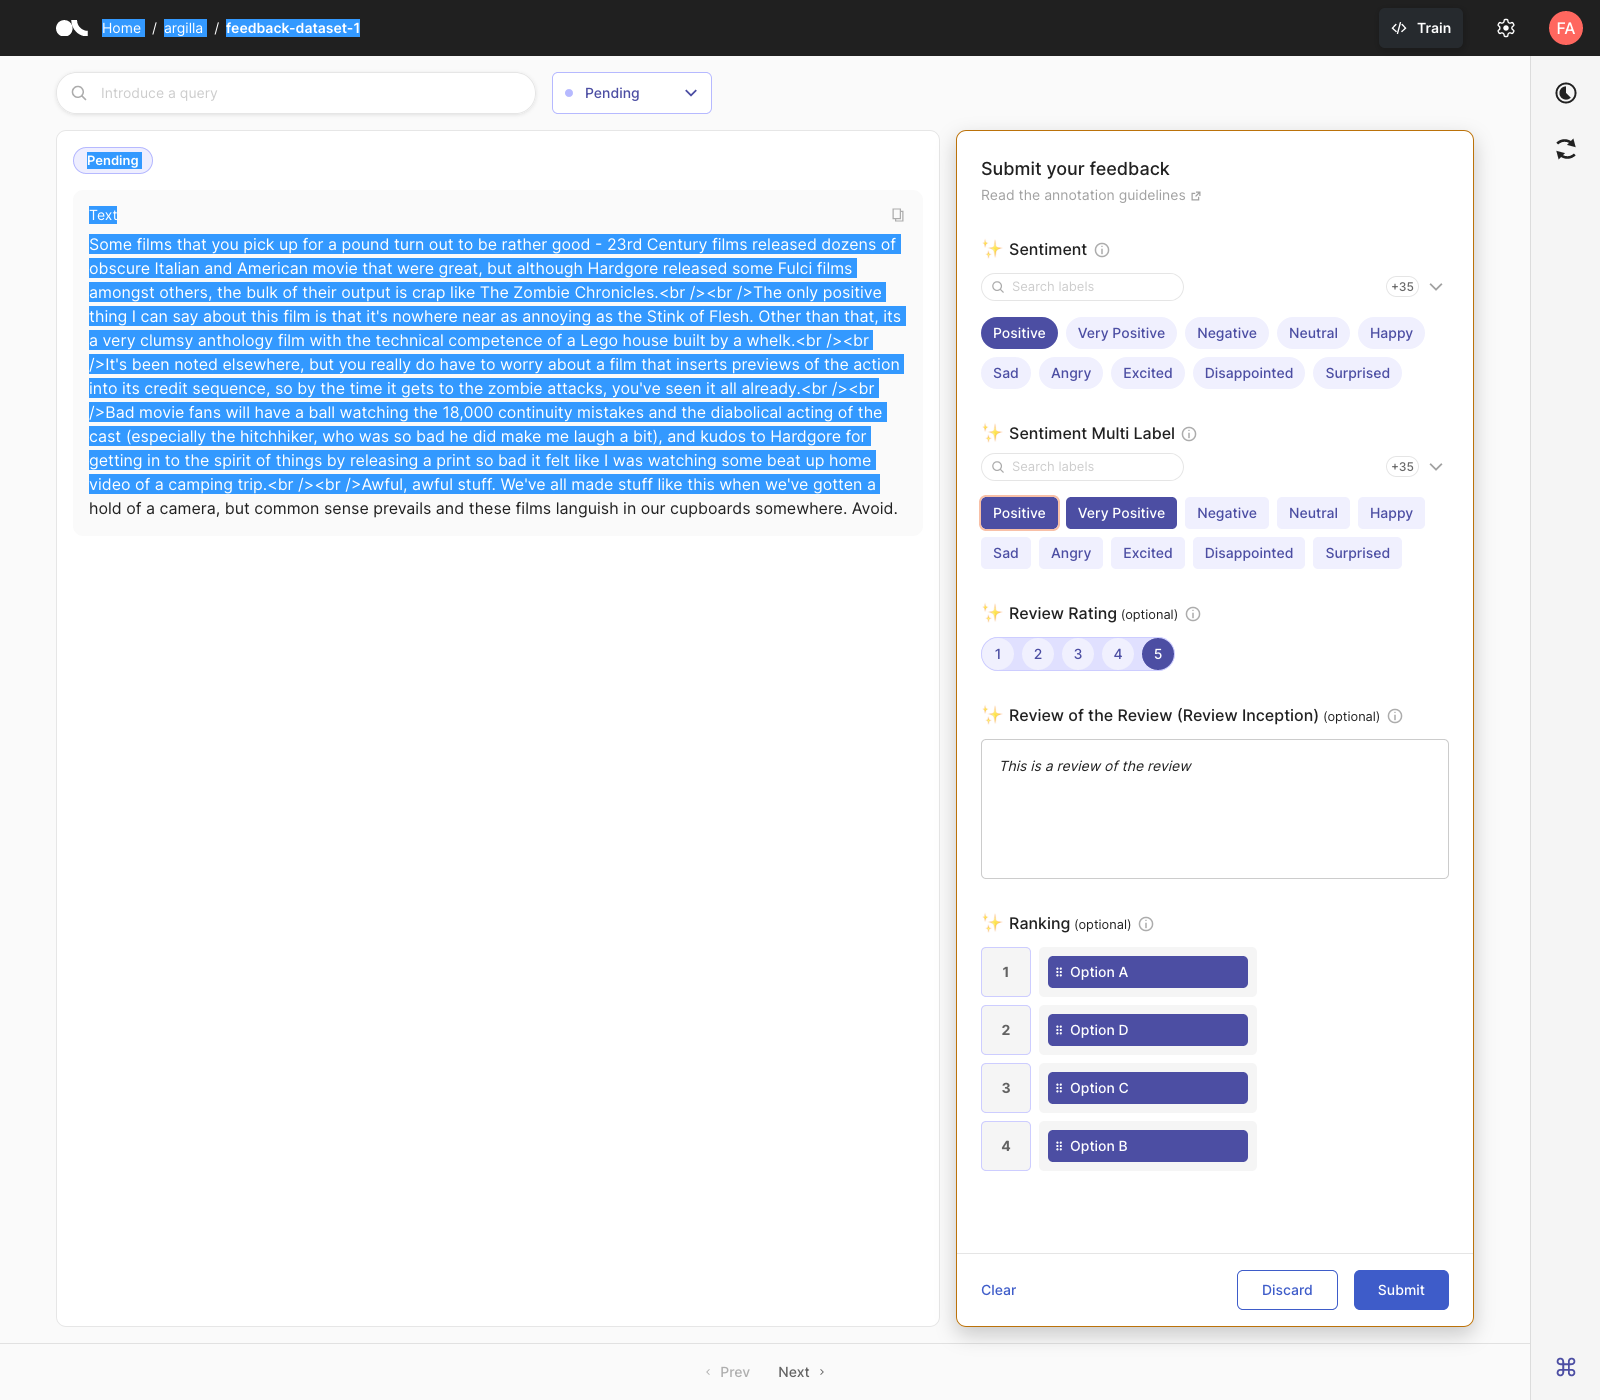 Home / argilla / feedback-dataset-1
Train
FA
Introduce a query
Pending
Pending
Text
Some films that you pick up for a pound turn out to be rather good - 23rd Century films released dozens of
obscure Italian and American movie that were great, but although Hardgore released some Fulci films
amongst others, the bulk of their output is crap like The Zombie Chronicles.<br /><br />The only positive
thing I can say about this film is that it's nowhere near as annoying as the Stink of Flesh. Other than that, its
a very clumsy anthology film with the technical competence of a Lego house built by a whelk.<br /><br
/>It's been noted elsewhere, but you really do have to worry about a film that inserts previews of the action
into its credit sequence, so by the time it gets to the zombie attacks, you've seen it all already.<br /><br
/>Bad movie fans will have a ball watching the 18,000 continuity mistakes and the diabolical acting of the
cast (especially the hitchhiker, who was so bad he did make me laugh a bit), and kudos to Hardgore for
getting in to the spirit of things by releasing a print so bad it felt like I was watching some beat up home
video of a camping trip.<br /><br />Awful, awful stuff. We've all made stuff like this when we've gotten a
hold of a camera, but common sense prevails and these films languish in our cupboards somewhere. Avoid.
Submit your feedback
Read the annotation guidelines
Sentiment
Search labels
+35
Positive Very Positive Negative Neutral Happy
Sad Angry Excited Disappointed Surprised
Sentiment Multi Label
Search labels
+35
Positive Very Positive Negative Neutral Happy
Sad Angry Excited Disappointed Surprised
Review Rating (optional)
1 2 3 4 5
Review of the Review (Review Inception) (optional)
This is a review of the review
Ranking (optional)
1 Option A
2 Option D
3 Option C
4 Option B
Clear Discard Submit
‹ Prev Next ›